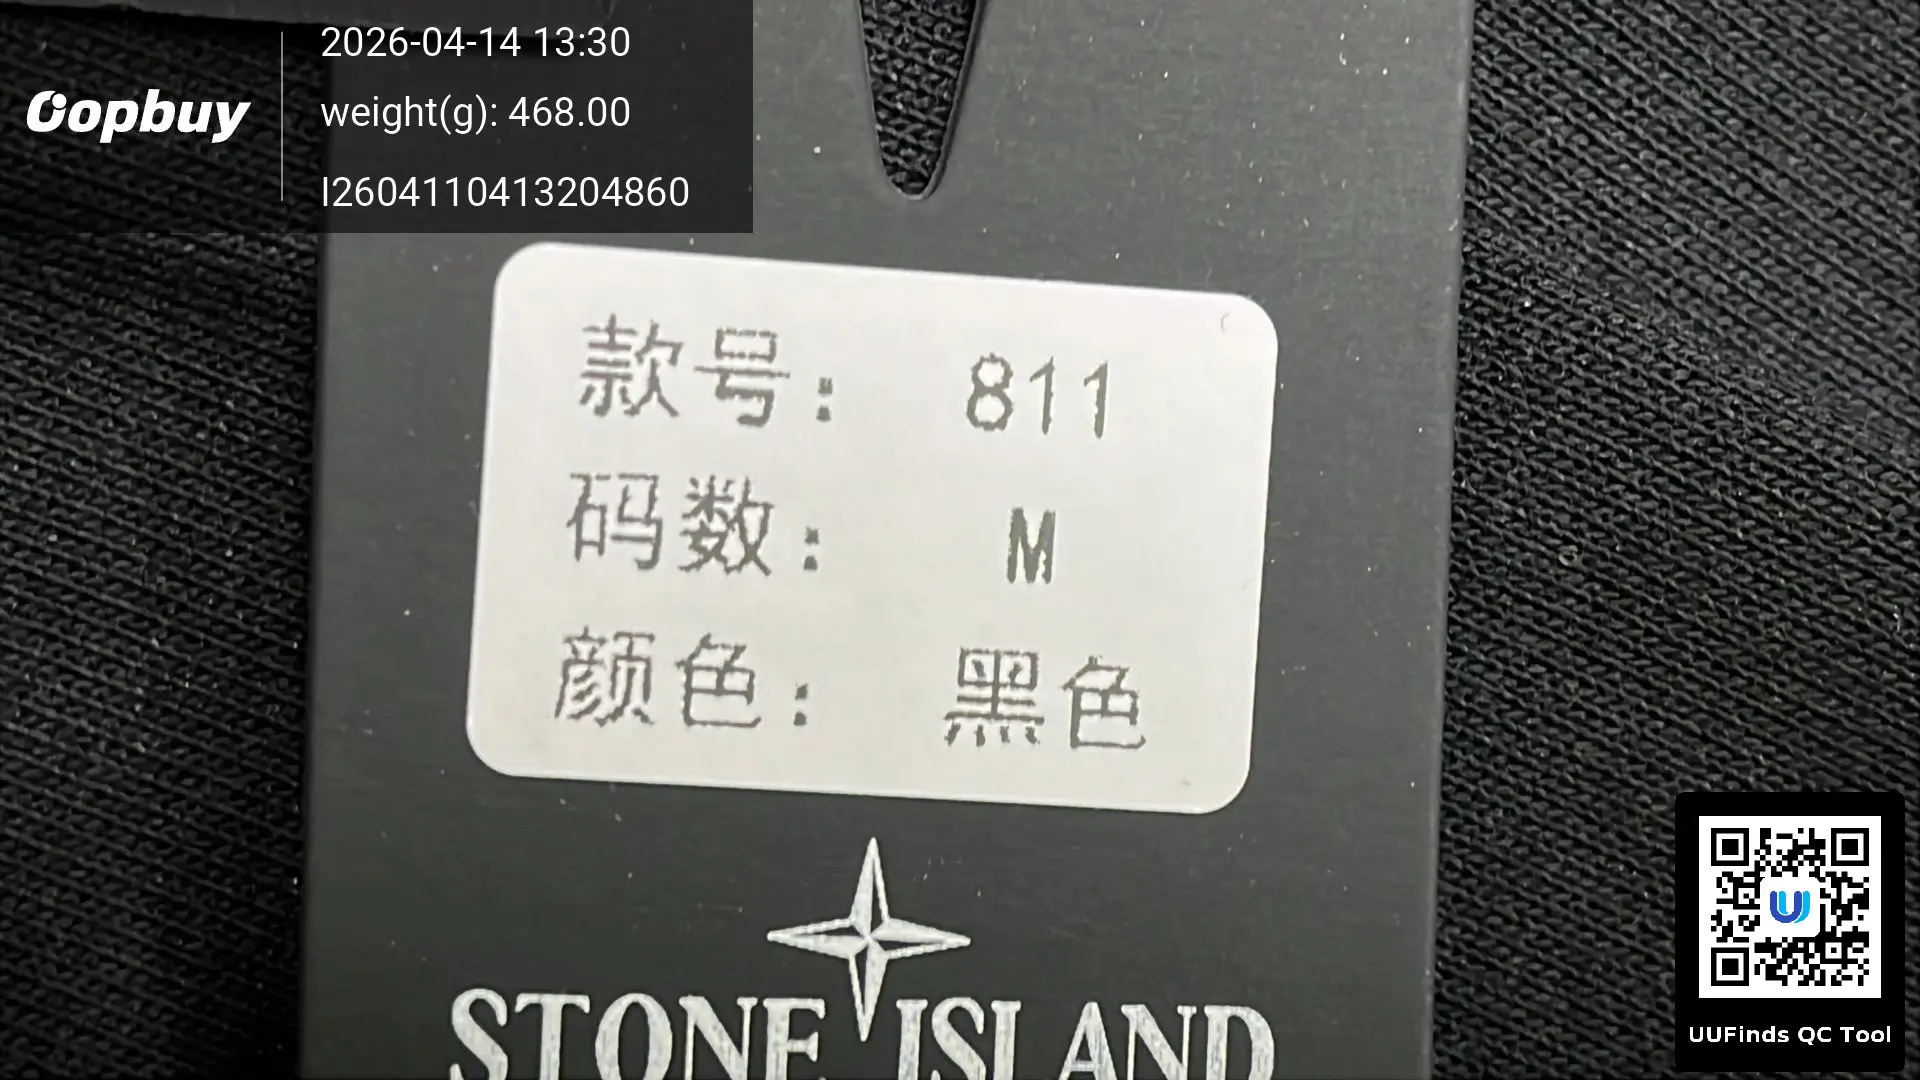 2026-04-14 13:30
oopbuy
weight(g): 468.00
I2604110413204860
款号: 811
码数: M
颜色: 黑色
STONE ISLAND
UUFinds QC Tool